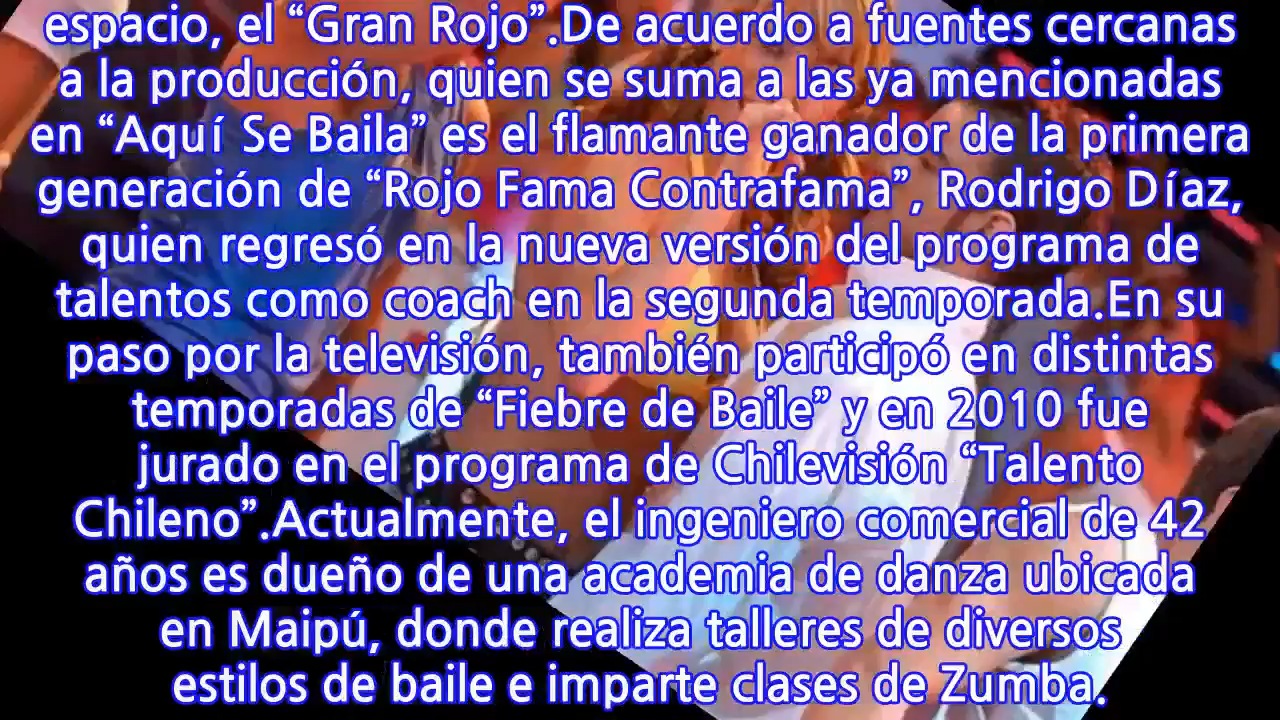 espacio, el “Gran Rojo”.De acuerdo a fuentes cercanas
a la producción, quien se suma a las ya mencionadas
en “Aquí Se Baila” es el flamante ganador de la primera
generación de “Rojo Fama Contrafama”, Rodrigo Díaz,
quien regresó en la nueva versión del programa de
talentos como coach en la segunda temporada.En su
paso por la televisión, también participó en distintas
temporadas de “Fiebre de Baile” y en 2010 fue
jurado en el programa de Chilevisión “Talento
Chileno”.Actualmente, el ingeniero comercial de 42
años es dueño de una academia de danza ubicada
en Maipú, donde realiza talleres de diversos
estilos de baile e imparte clases de Zumba.